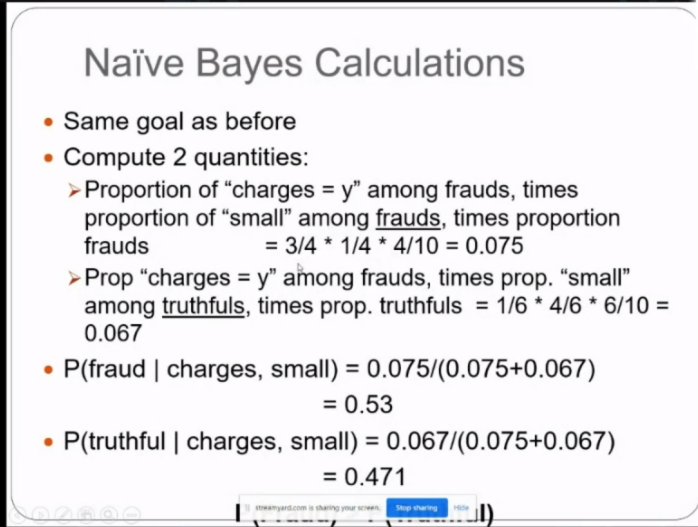 Naïve Bayes Calculations
• Same goal as before
• Compute 2 quantities:
➢Proportion of “charges = y” among frauds, times
proportion of “small” among frauds, times proportion
frauds = 3/4 * 1/4 * 4/10 = 0.075
➢Prop “charges = y” among frauds, times prop. “small”
among truthfuls, times prop. truthfuls = 1/6 * 4/6 * 6/10 =
0.067
• P(fraud | charges, small) = 0.075/(0.075+0.067)
= 0.53
• P(truthful | charges, small) = 0.067/(0.075+0.067)
= 0.471
streamyard.com is sharing your screen. Stop sharing Hide